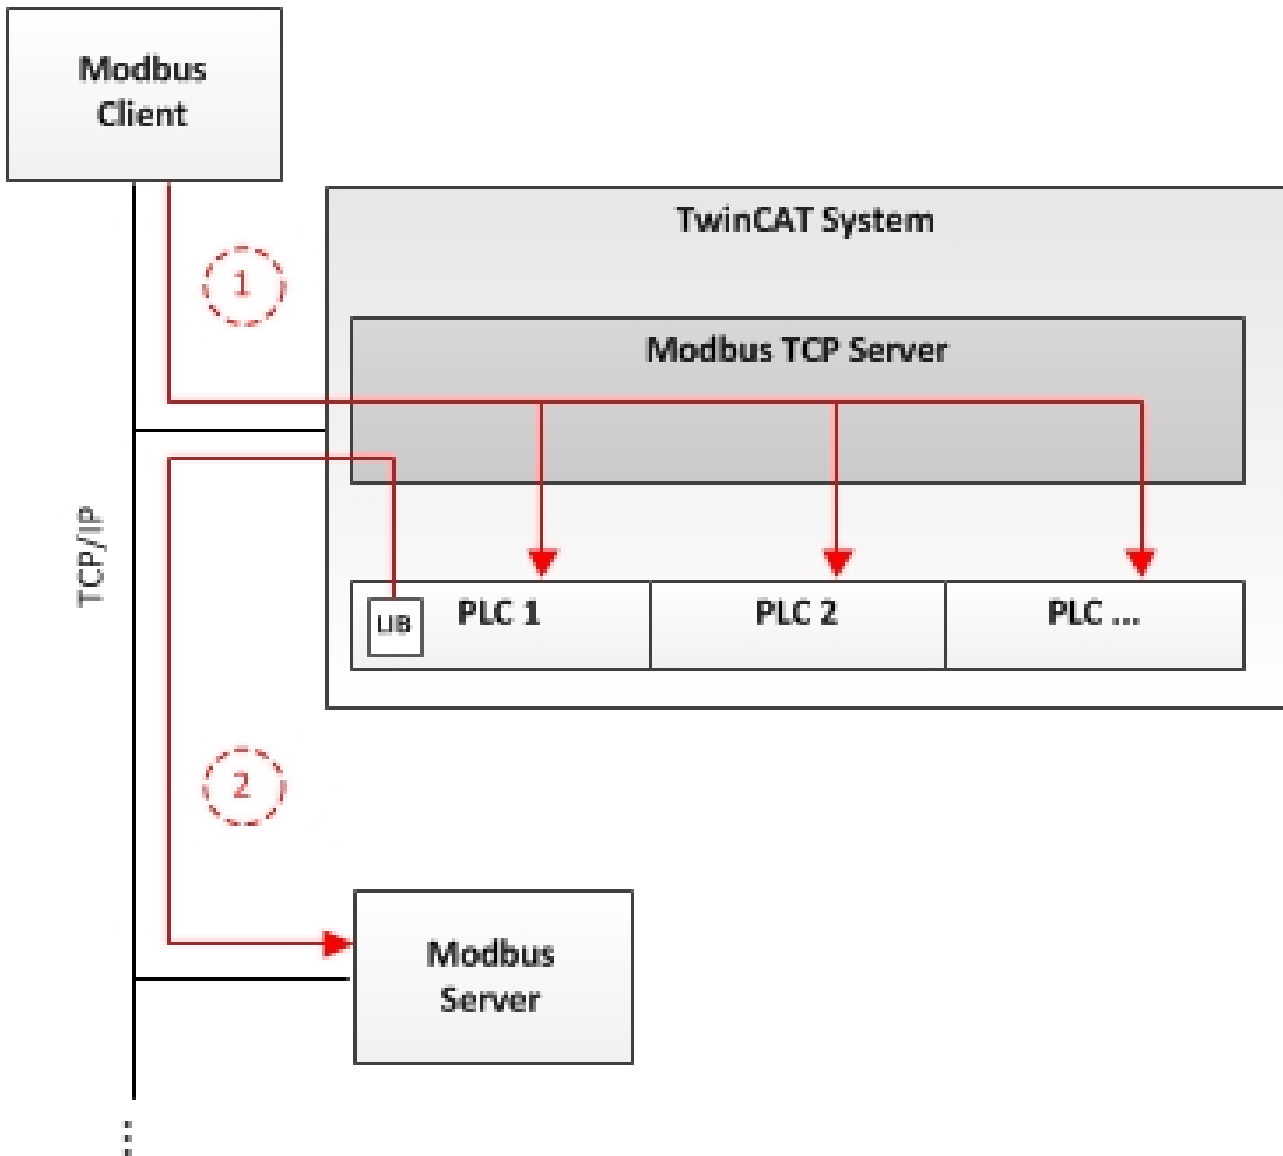 Modbus
Client
TwinCAT System
1
Modbus TCP Server
TCP/IP
LIB
PLC 1
PLC 2
PLC ...
2
Modbus
Server